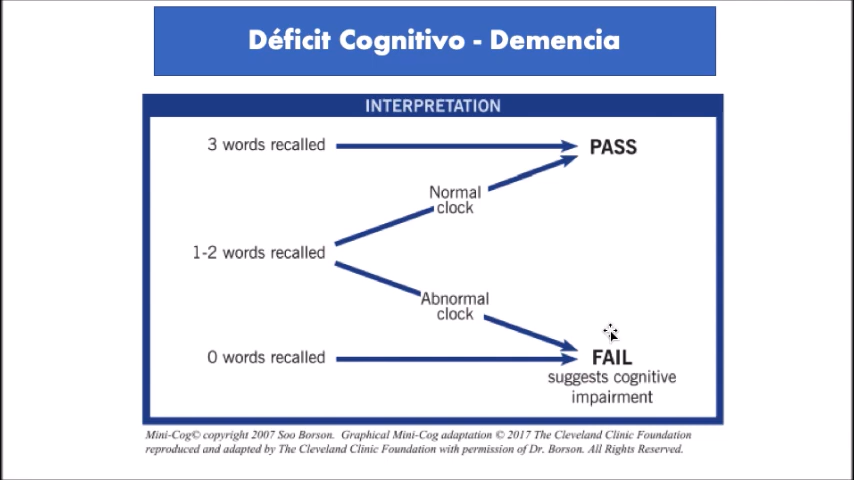 Déficit Cognitivo - Demencia
INTERPRETATION
3 words recalled
PASS
Normal
clock
1-2 words recalled
Abnormal
clock
0 words recalled
FAIL
suggests cognitive
impairment
Mini-Cog© copyright 2007 Soo Borson. Graphical Mini-Cog adaptation © 2017 The Cleveland Clinic Foundation
reproduced and adapted by The Cleveland Clinic Foundation with permission of Dr. Borson. All Rights Reserved.